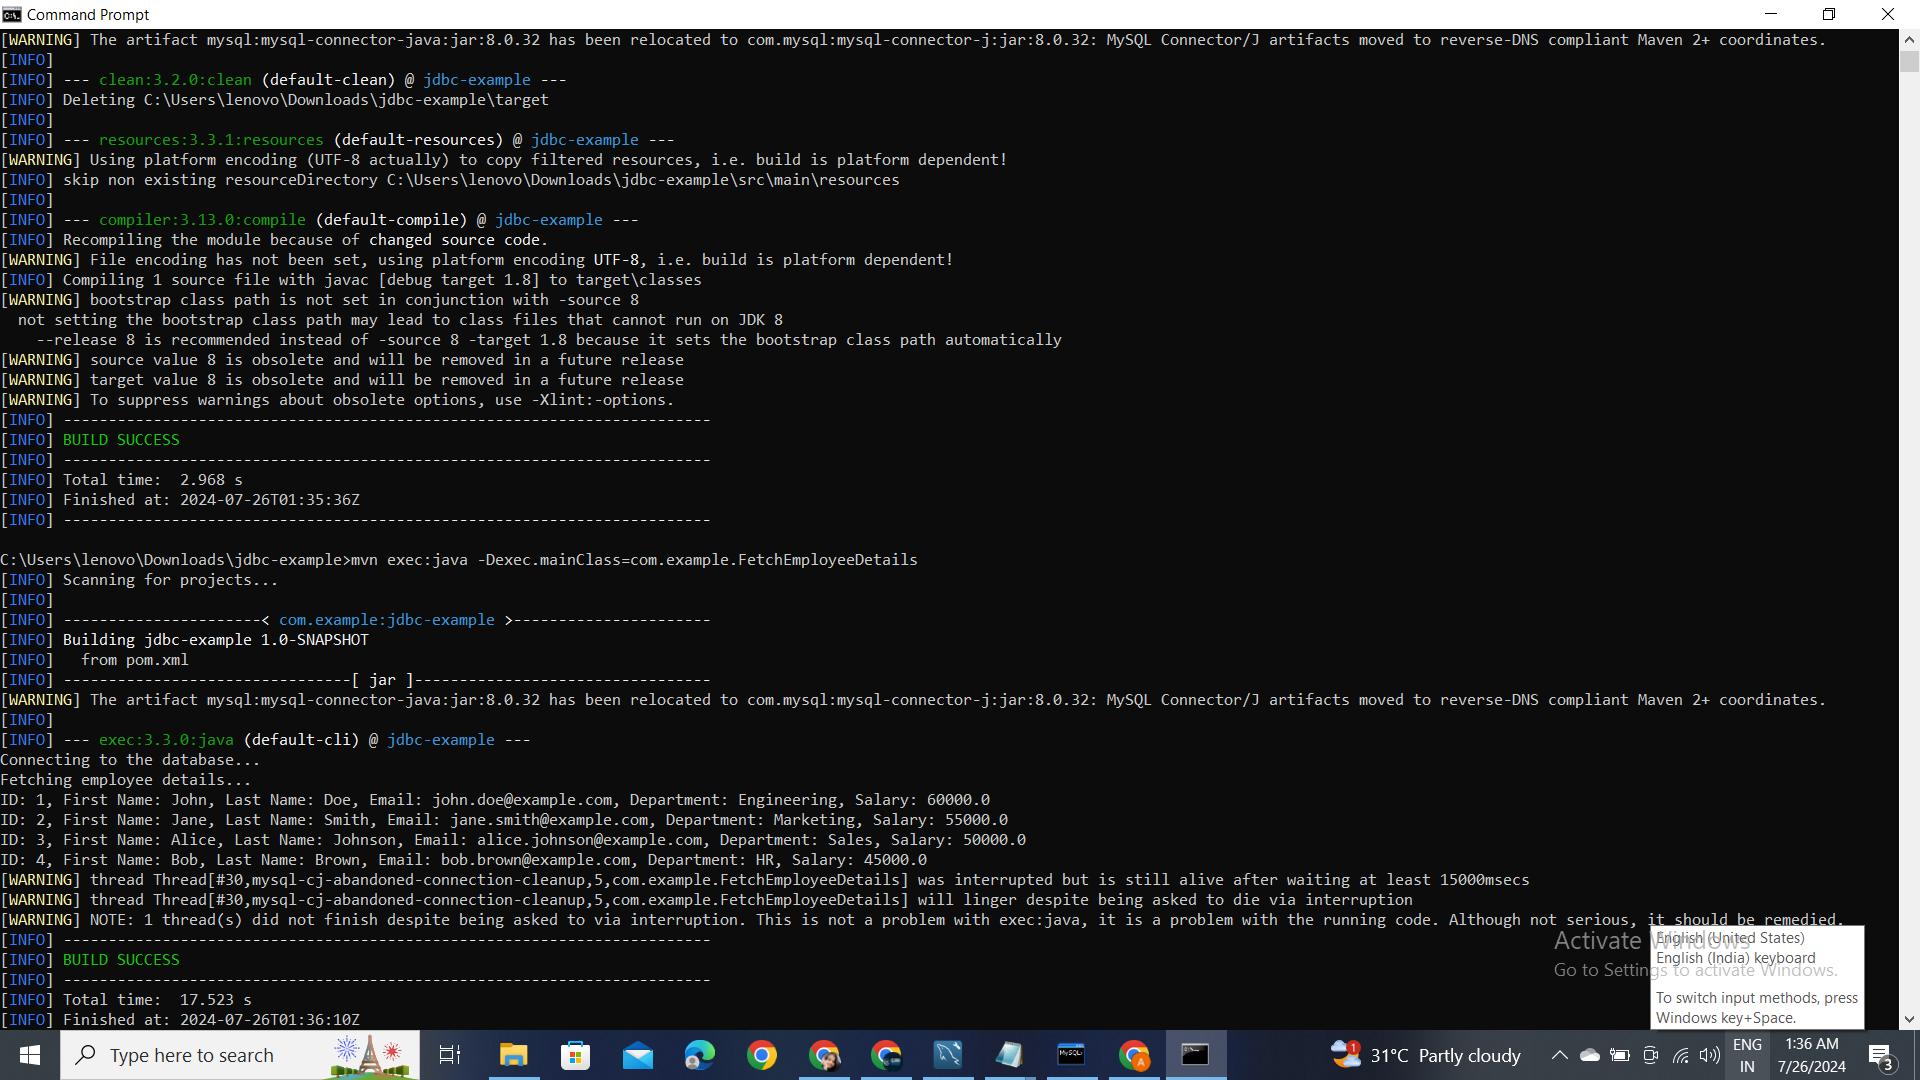 Command Prompt
[WARNING] The artifact mysql:mysql-connector-java:jar:8.0.32 has been relocated to com.mysql:mysql-connector-j:jar:8.0.32: MySQL Connector/J artifacts moved to reverse-DNS compliant Maven 2+ coordinates.
[INFO]
[INFO] --- clean:3.2.0:clean (default-clean) @ jdbc-example ---
[INFO] Deleting C:\Users\lenovo\Downloads\jdbc-example\target
[INFO]
[INFO] --- resources:3.3.1:resources (default-resources) @ jdbc-example ---
[WARNING] Using platform encoding (UTF-8 actually) to copy filtered resources, i.e. build is platform dependent!
[INFO] skip non existing resourceDirectory C:\Users\lenovo\Downloads\jdbc-example\src\main\resources
[INFO]
[INFO] --- compiler:3.13.0:compile (default-compile) @ jdbc-example ---
[INFO] Recompiling the module because of changed source code.
[WARNING] File encoding has not been set, using platform encoding UTF-8, i.e. build is platform dependent!
[INFO] Compiling 1 source file with javac [debug target 1.8] to target\classes
[WARNING] bootstrap class path is not set in conjunction with -source 8
not setting the bootstrap class path may lead to class files that cannot run on JDK 8
--release 8 is recommended instead of -source 8 -target 1.8 because it sets the bootstrap class path automatically
[WARNING] source value 8 is obsolete and will be removed in a future release
[WARNING] target value 8 is obsolete and will be removed in a future release
[WARNING] To suppress warnings about obsolete options, use -Xlint:-options.
[INFO] ------------------------------------------------------------------------
[INFO] BUILD SUCCESS
[INFO] ------------------------------------------------------------------------
[INFO] Total time:  2.968 s
[INFO] Finished at: 2024-07-26T01:35:36Z
[INFO] ------------------------------------------------------------------------
C:\Users\lenovo\Downloads\jdbc-example>mvn exec:java -Dexec.mainClass=com.example.FetchEmployeeDetails
[INFO] Scanning for projects...
[INFO]
[INFO] ----------------------< com.example:jdbc-example >----------------------
[INFO] Building jdbc-example 1.0-SNAPSHOT
[INFO]   from pom.xml
[INFO] --------------------------------[ jar ]---------------------------------
[WARNING] The artifact mysql:mysql-connector-java:jar:8.0.32 has been relocated to com.mysql:mysql-connector-j:jar:8.0.32: MySQL Connector/J artifacts moved to reverse-DNS compliant Maven 2+ coordinates.
[INFO]
[INFO] --- exec:3.3.0:java (default-cli) @ jdbc-example ---
Connecting to the database...
Fetching employee details...
ID: 1, First Name: John, Last Name: Doe, Email: john.doe@example.com, Department: Engineering, Salary: 60000.0
ID: 2, First Name: Jane, Last Name: Smith, Email: jane.smith@example.com, Department: Marketing, Salary: 55000.0
ID: 3, First Name: Alice, Last Name: Johnson, Email: alice.johnson@example.com, Department: Sales, Salary: 50000.0
ID: 4, First Name: Bob, Last Name: Brown, Email: bob.brown@example.com, Department: HR, Salary: 45000.0
[WARNING] thread Thread[#30,mysql-cj-abandoned-connection-cleanup,5,com.example.FetchEmployeeDetails] was interrupted but is still alive after waiting at least 15000msecs
[WARNING] thread Thread[#30,mysql-cj-abandoned-connection-cleanup,5,com.example.FetchEmployeeDetails] will linger despite being asked to die via interruption
[WARNING] NOTE: 1 thread(s) did not finish despite being asked to via interruption. This is not a problem with exec:java, it is a problem with the running code. Although not serious, it should be remedied.
[INFO] ------------------------------------------------------------------------
[INFO] BUILD SUCCESS
[INFO] ------------------------------------------------------------------------
[INFO] Total time:  17.523 s
[INFO] Finished at: 2024-07-26T01:36:10Z
Activate Windows
Go to Settings to activate Windows.
English (United States)
English (India) keyboard
To switch input methods, press
Windows key+Space.
Type here to search
MySQL
31°C Partly cloudy
1
ENG
IN
1:36 AM
7/26/2024
3